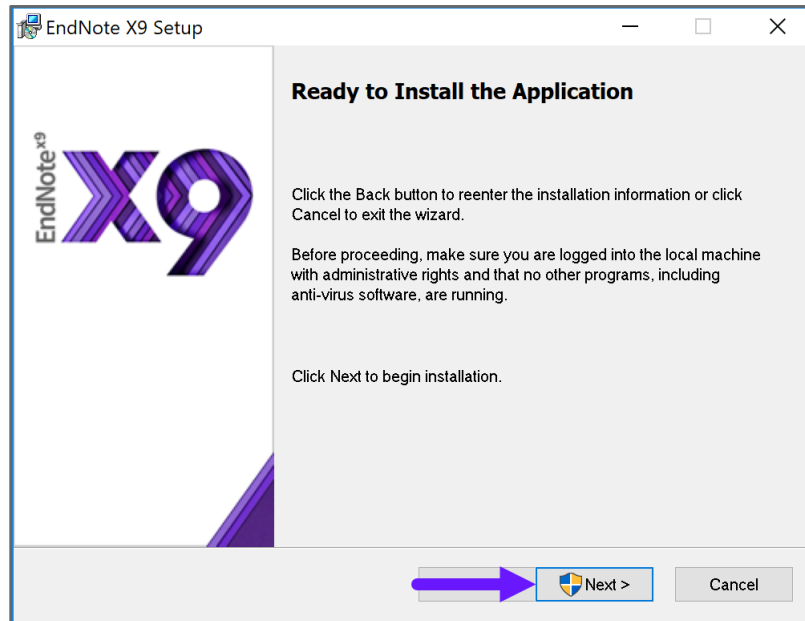 EndNote X9 Setup
EndNote x9
X9
Ready to Install the Application
Click the Back button to reenter the installation information or click
Cancel to exit the wizard.
Before proceeding, make sure you are logged into the local machine
with administrative rights and that no other programs, including
anti-virus software, are running.
Click Next to begin installation.
Next >
Cancel